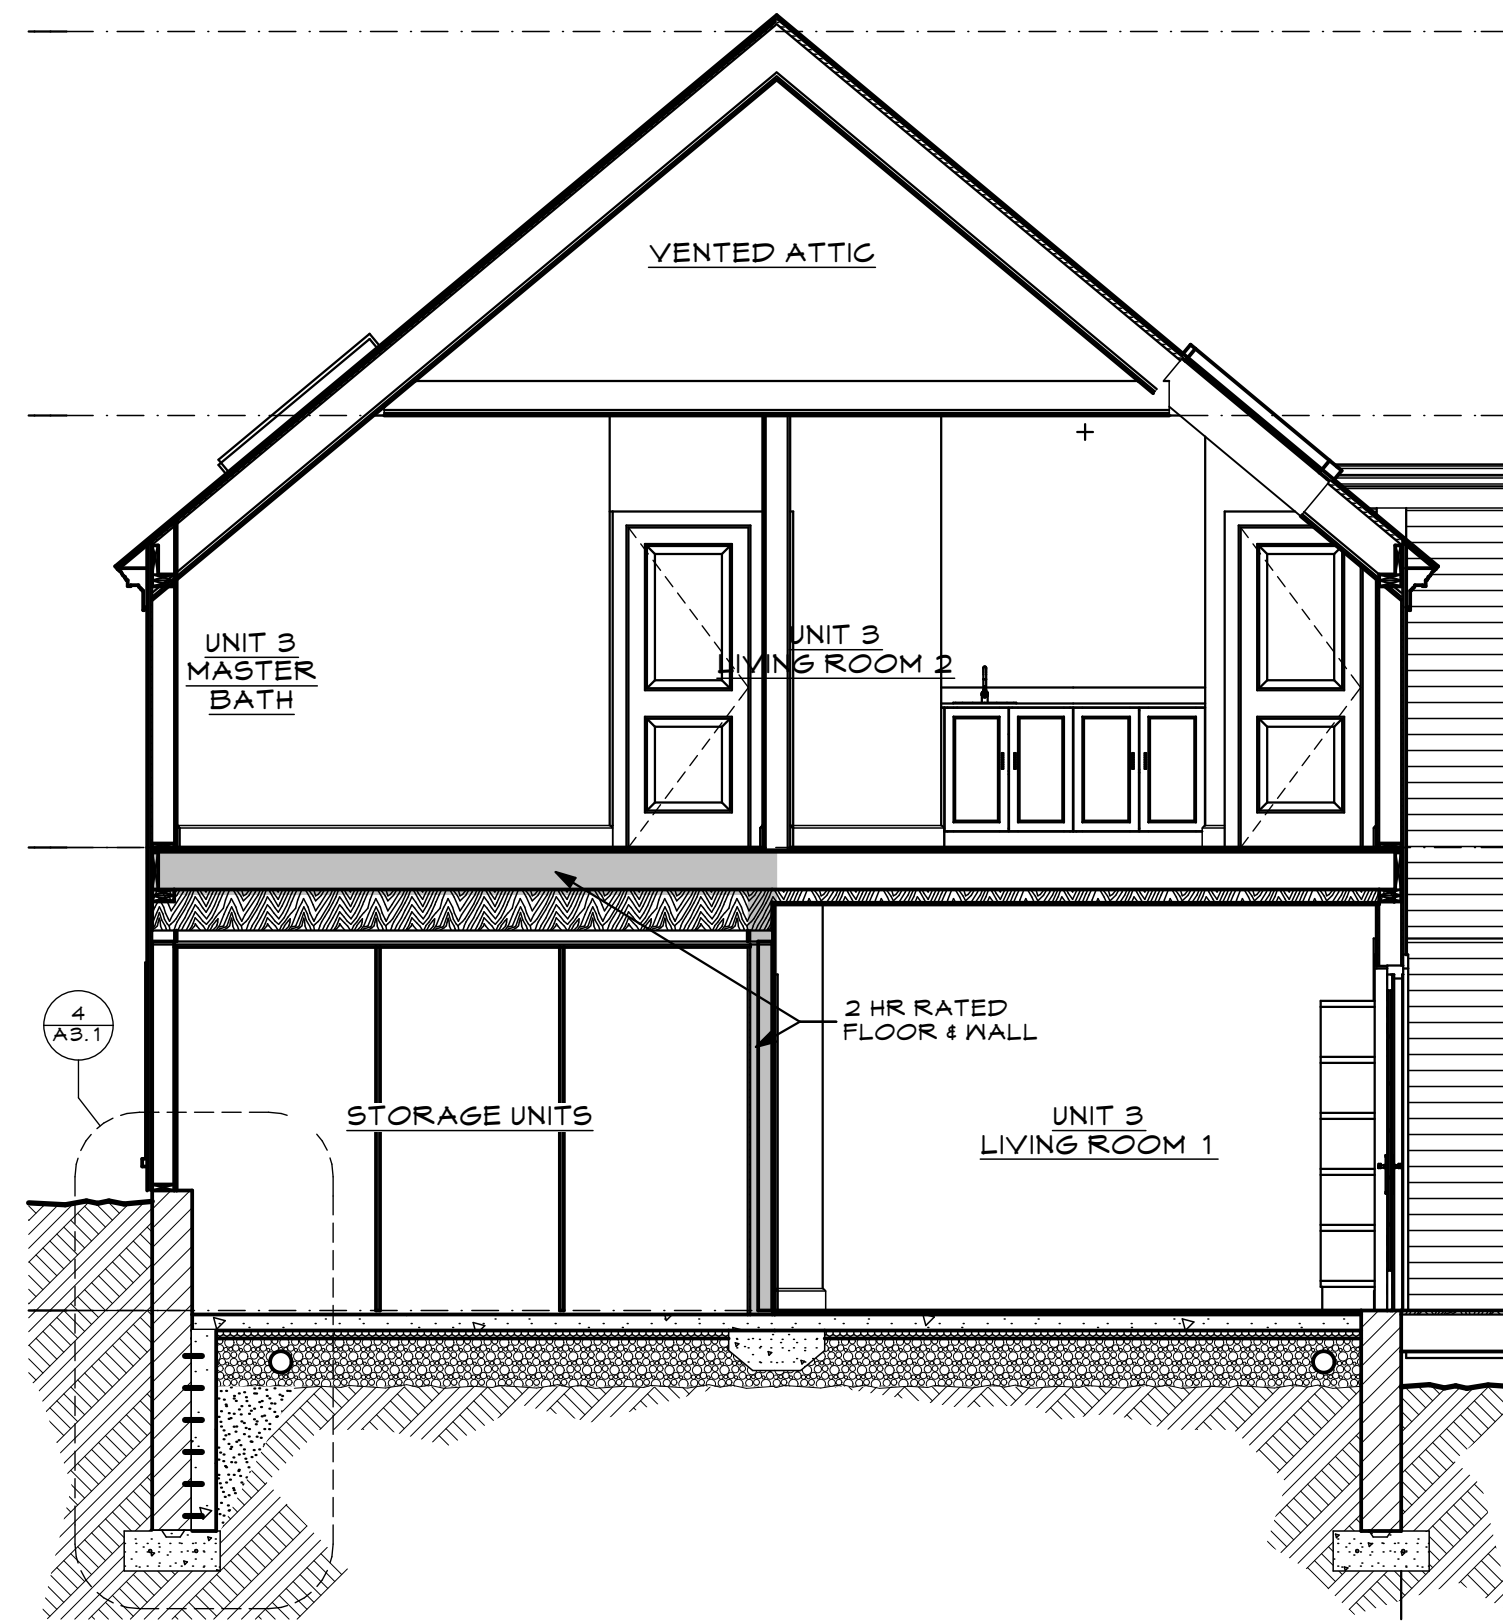 VENTED ATTIC
UNIT 3
MASTER
BATH
UNIT 3
LIVING ROOM 2
4
A3.1
2 HR RATED
FLOOR & WALL
STORAGE UNITS
UNIT 3
LIVING ROOM 1